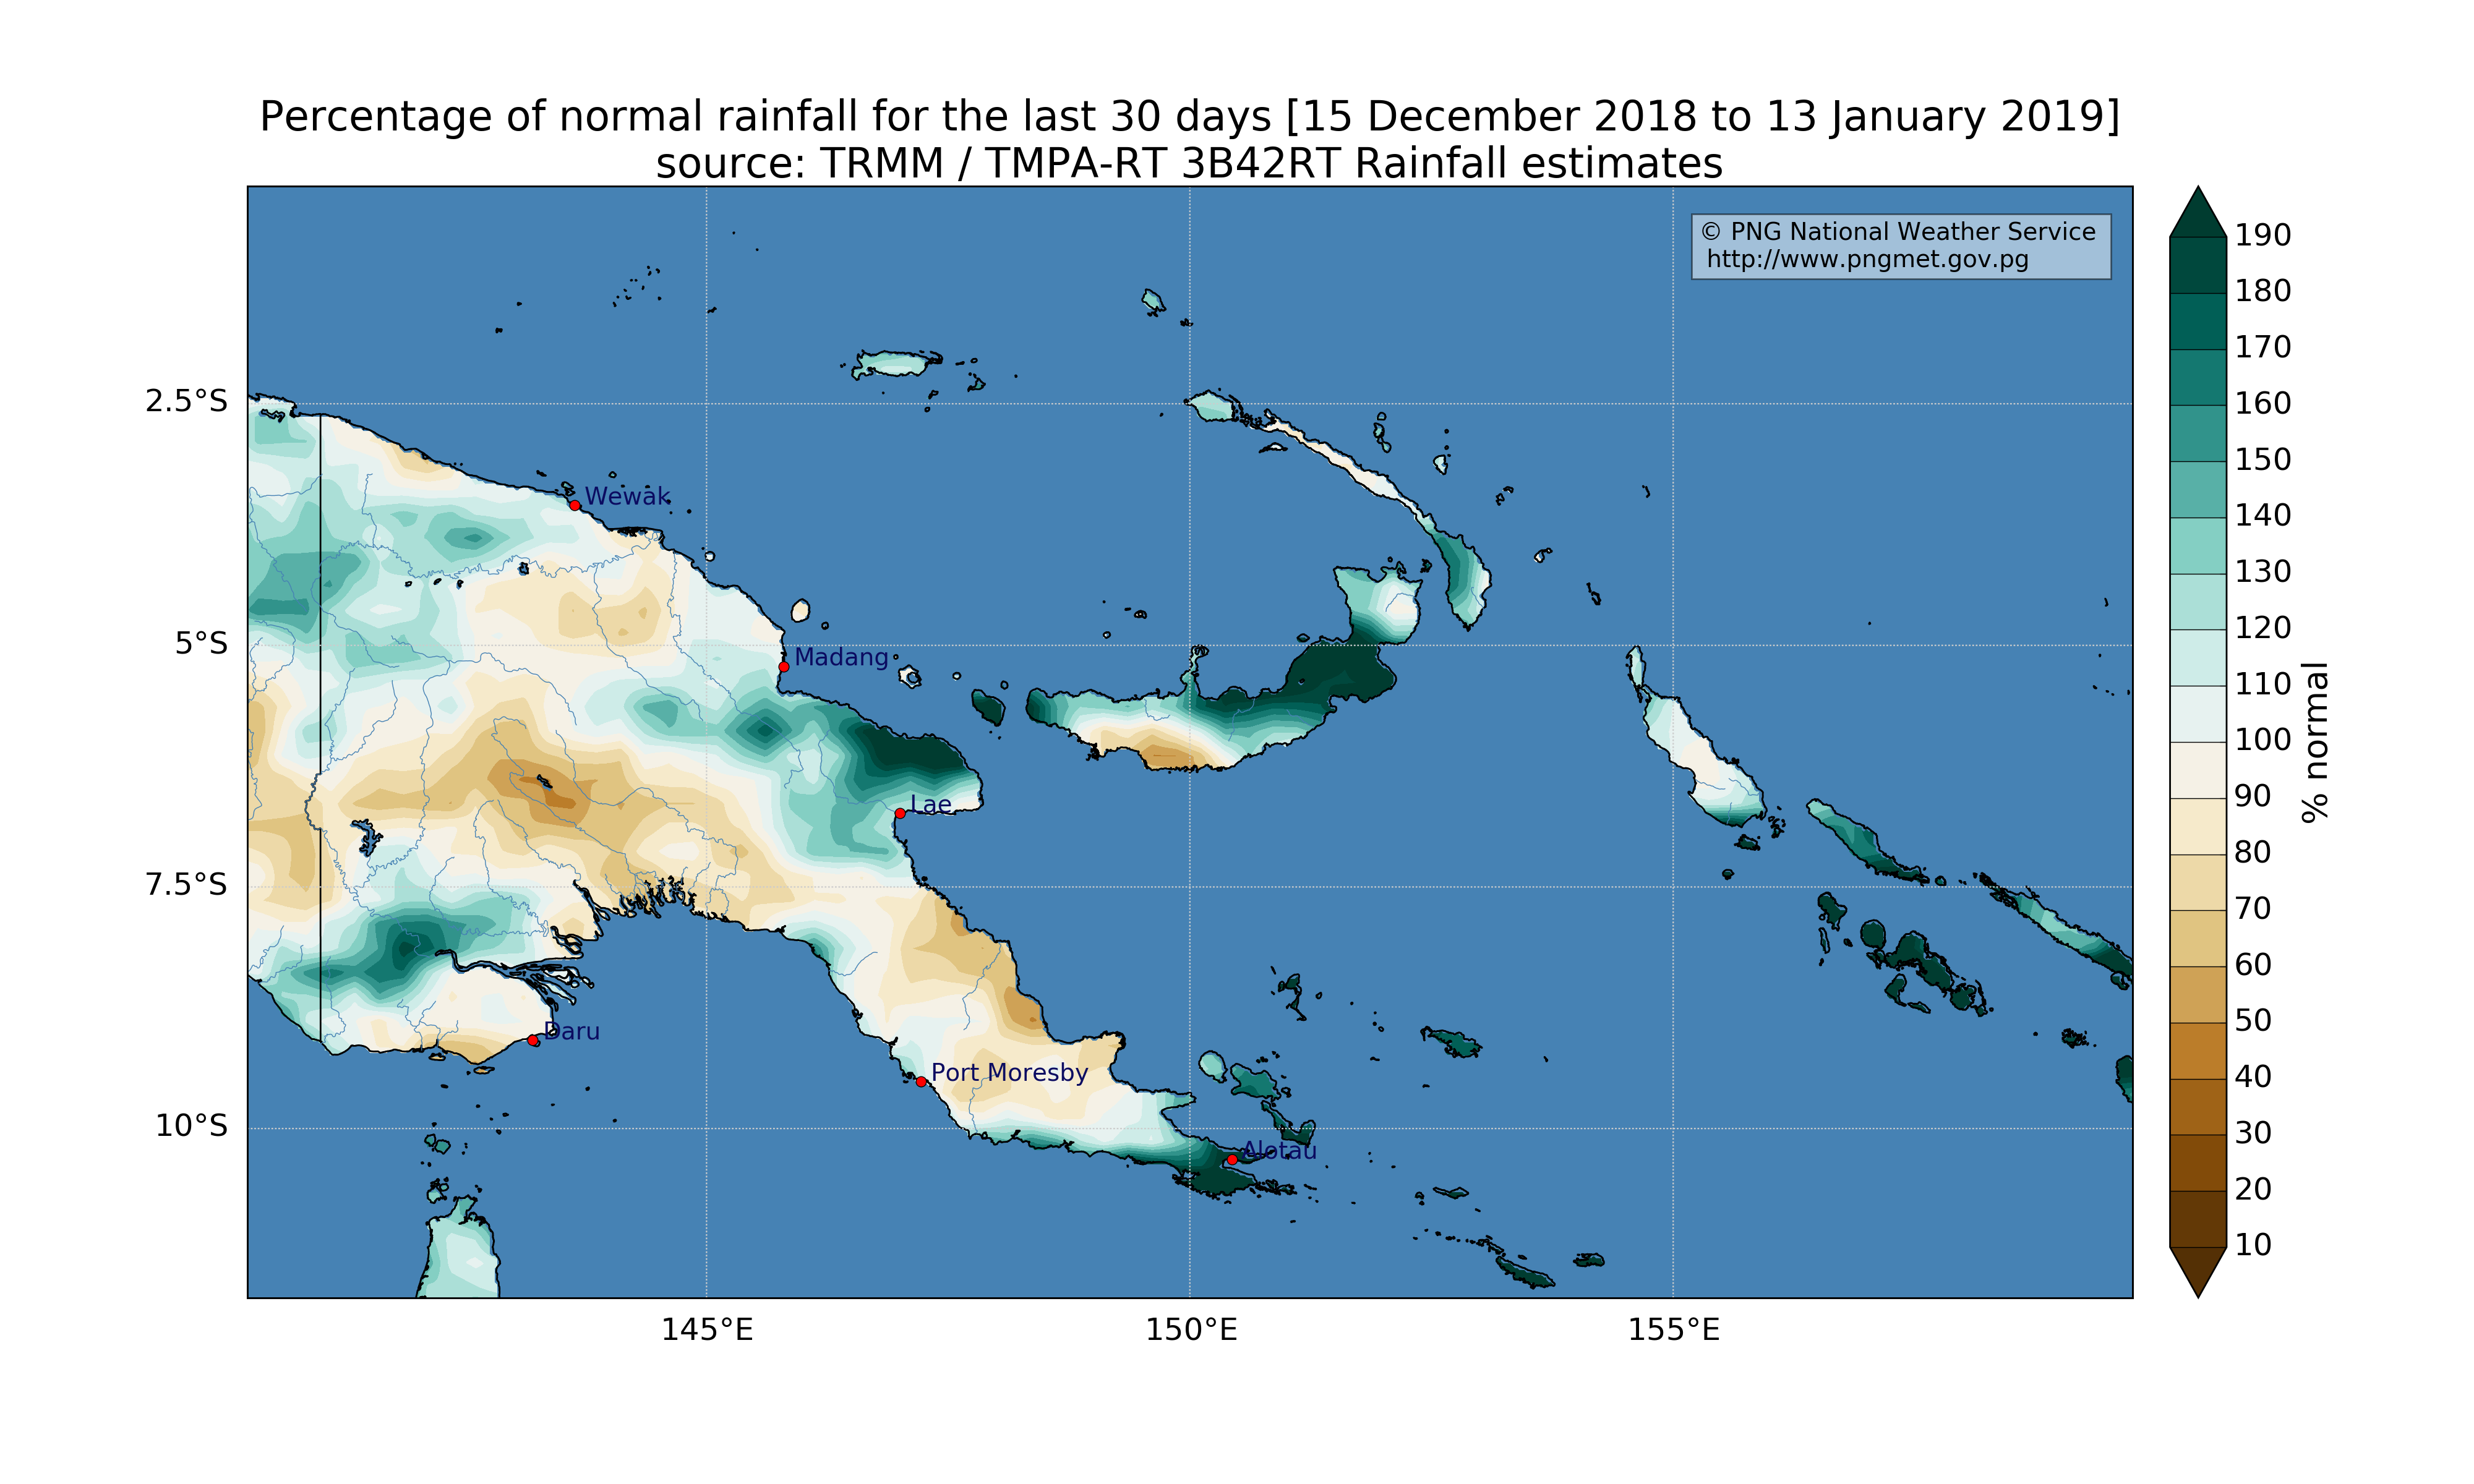 Percentage of normal rainfall for the last 30 days [15 December 2018 to 13 January 2019]
source: TRMM / TMPA-RT 3B42RT Rainfall estimates
© PNG National Weather Service
http://www.pngmet.gov.pg
190
180
170
160
150
140
130
120
110
100
90
80
70
60
50
40
30
20
10
% normal
2.5°S
5°S
7.5°S
10°S
Wewak
Madang
Lae
Daru
Port Moresby
Alotau
145°E
150°E
155°E